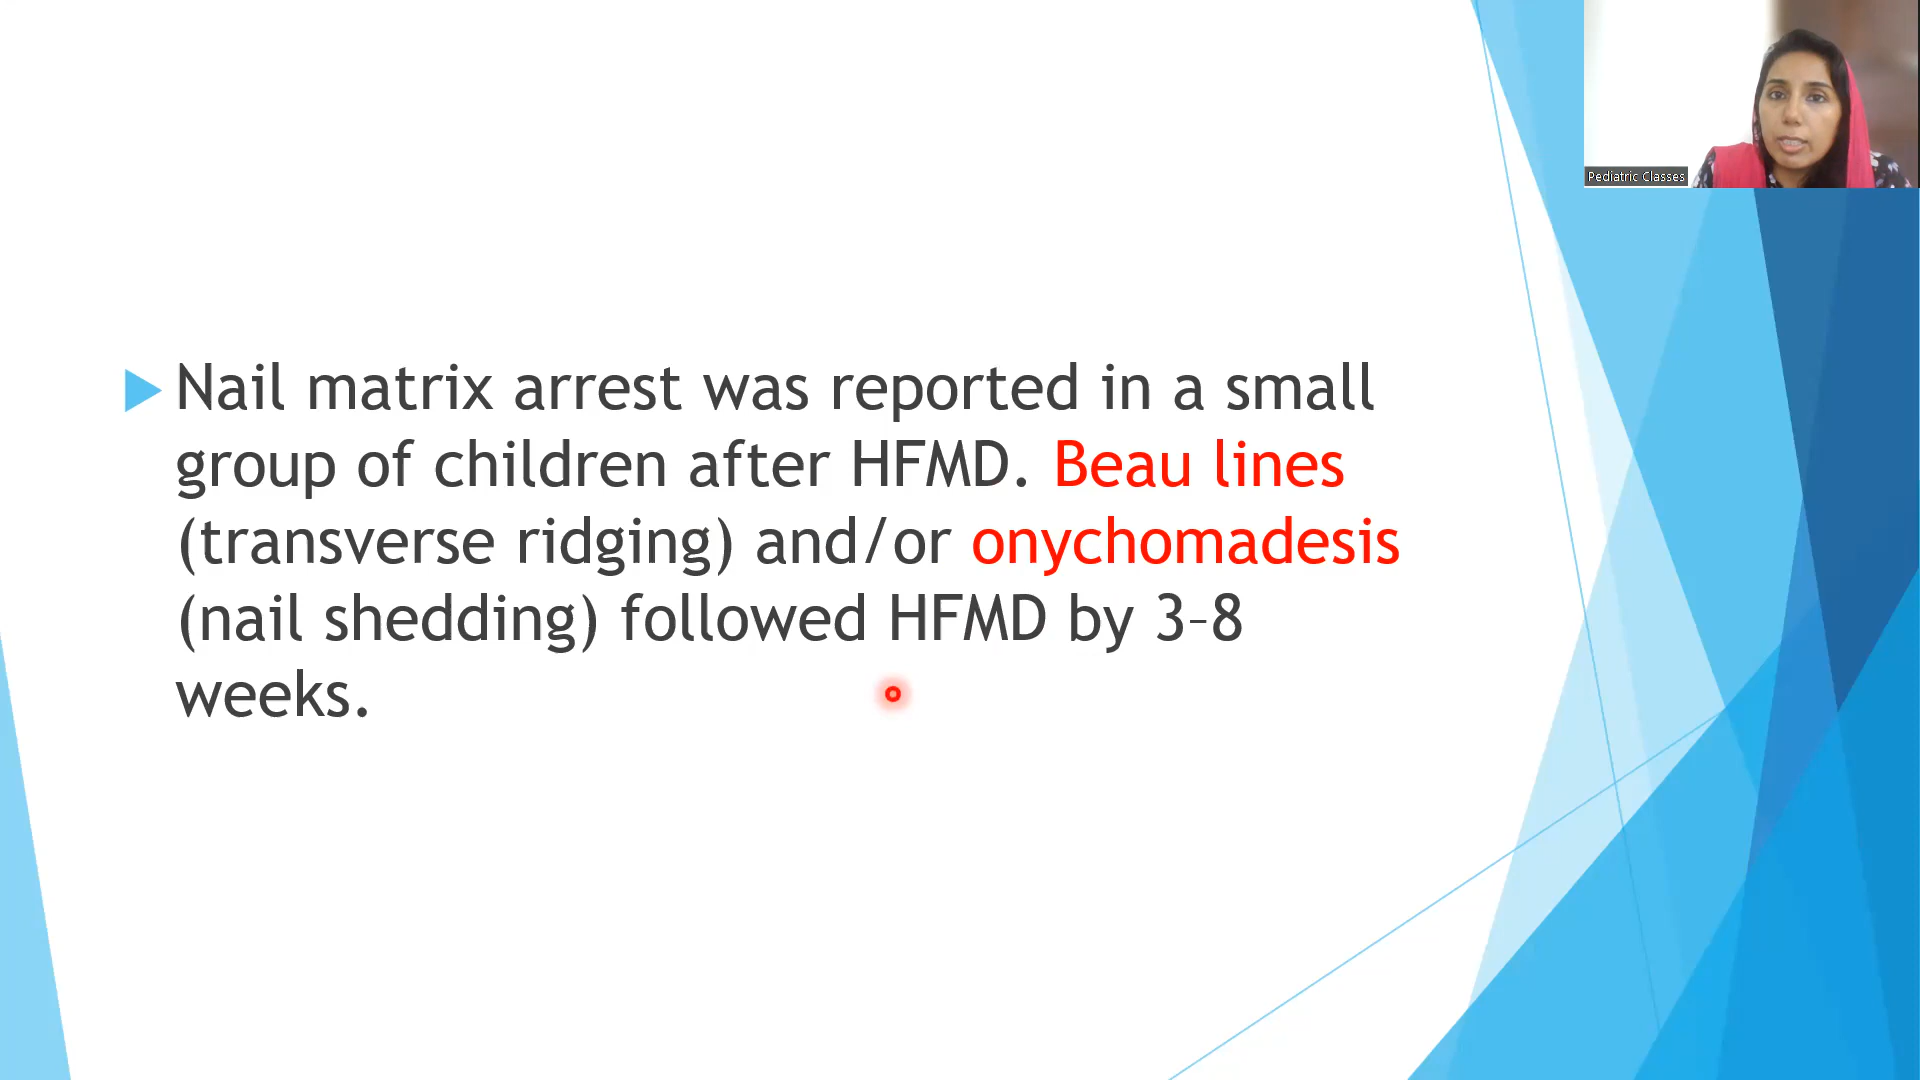 Pediatric Classes
Nail matrix arrest was reported in a small
group of children after HFMD. Beau lines
(transverse ridging) and/or onychomadesis
(nail shedding) followed HFMD by 3–8
weeks.